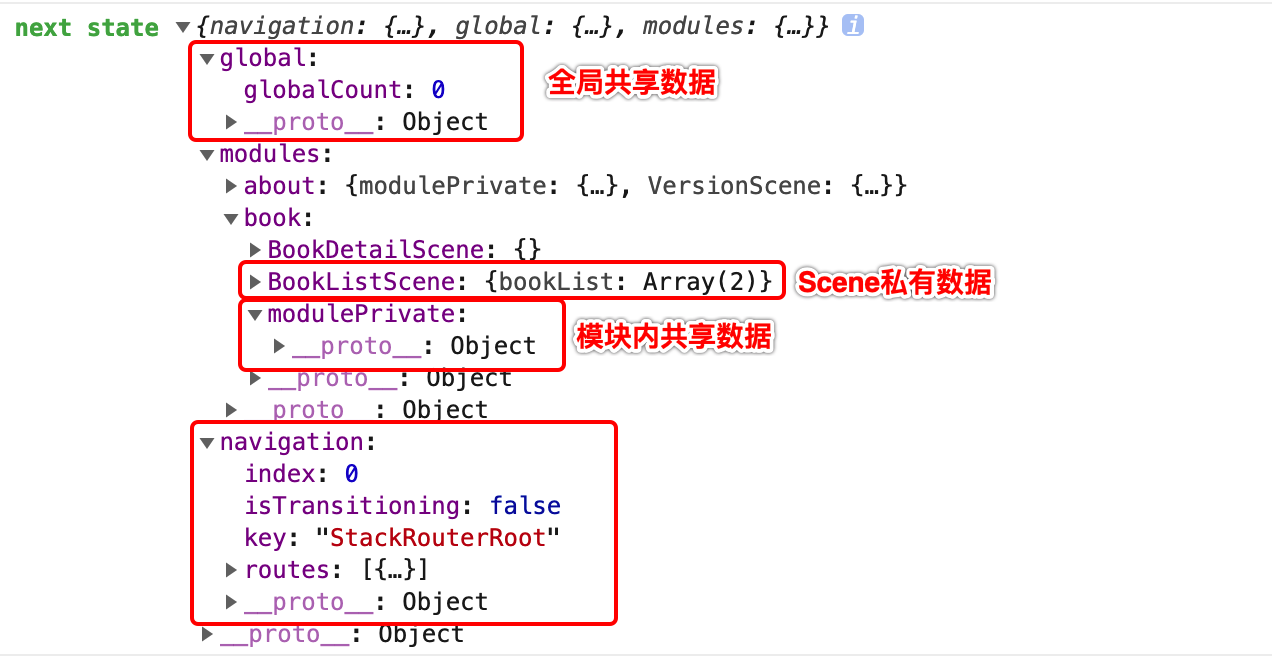 next state ▼{navigation: {…}, global: {…}, modules: {…}} i
▼global:
globalCount: 0
全局共享数据
▶__proto__: Object
▼modules:
▶about: {modulePrivate: {…}, VersionScene: {…}}
▼book:
▶BookDetailScene: {}
▶BookListScene: {bookList: Array(2)}
Scene私有数据
▼modulePrivate:
模块内共享数据
▶__proto__: Object
▶__proto__: Object
▶__proto__: Object
▼navigation:
index: 0
isTransitioning: false
key: "StackRouterRoot"
▶routes: [{…}]
▶__proto__: Object
▶__proto__: Object